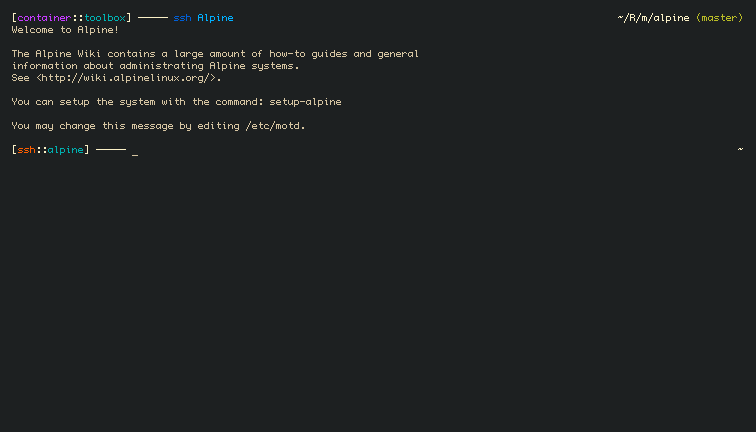 [container::toolbox] ───── ssh Alpine ~/R/m/alpine (master)
Welcome to Alpine!
The Alpine Wiki contains a large amount of how-to guides and general
information about administrating Alpine systems.
See <http://wiki.alpinelinux.org/>.
You can setup the system with the command: setup-alpine
You may change this message by editing /etc/motd.
[ssh::alpine] ───── _ ~